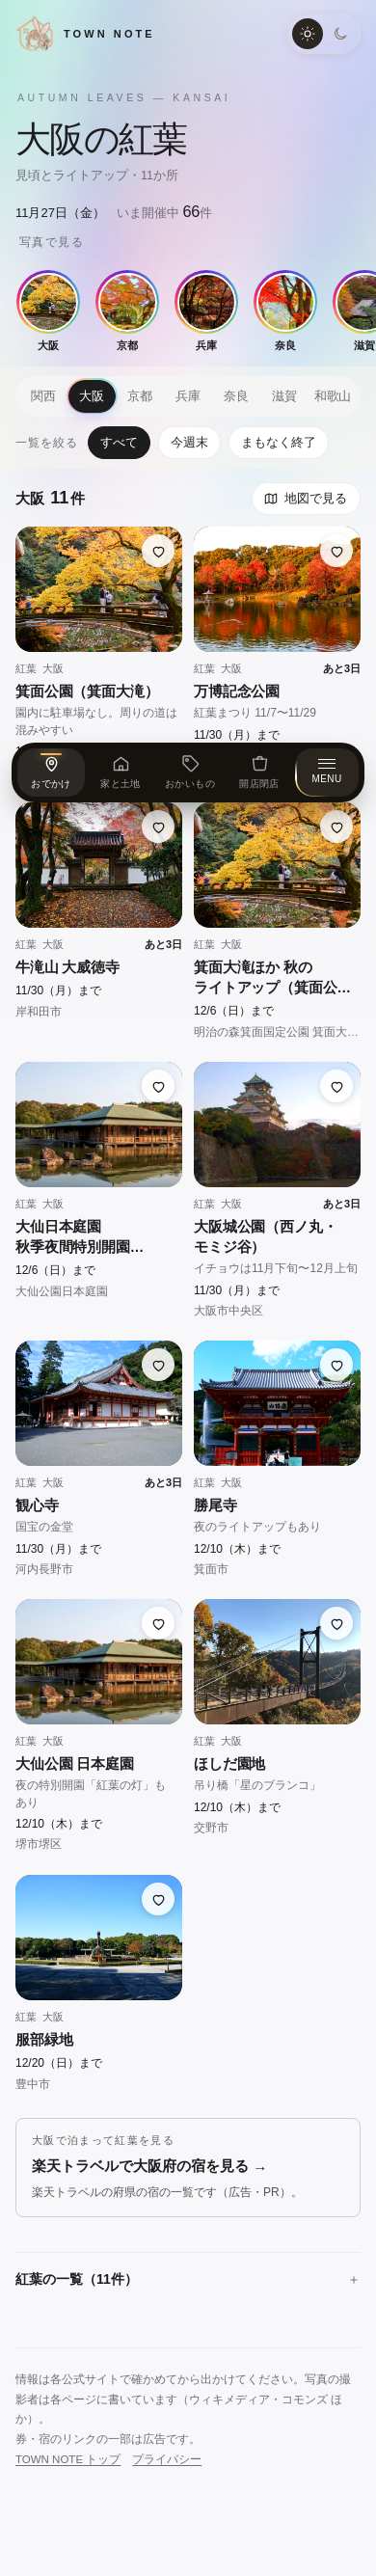 TOWN NOTE
AUTUMN LEAVES — KANSAI
大阪の紅葉
見頃とライトアップ・11か所
11月27日（金） いま開催中 66件
写真で見る
大阪 京都 兵庫 奈良 滋賀
関西 大阪 京都 兵庫 奈良 滋賀 和歌山
一覧を絞る すべて 今週末 まもなく終了
大阪 11件 地図で見る
紅葉 大阪
箕面公園（箕面大滝）
園内に駐車場なし。周りの道は
混みやすい
紅葉 大阪 あと3日
万博記念公園
紅葉まつり 11/7〜11/29
11/30（月）まで
おでかけ 家と土地 おかいもの 開店閉店 MENU
紅葉 大阪 あと3日
牛滝山 大威徳寺
11/30（月）まで
岸和田市
紅葉 大阪
箕面大滝ほか 秋の
ライトアップ（箕面公…
12/6（日）まで
明治の森箕面国定公園 箕面大…
紅葉 大阪
大仙日本庭園
秋季夜間特別開園…
12/6（日）まで
大仙公園日本庭園
紅葉 大阪 あと3日
大阪城公園（西ノ丸・
モミジ谷）
イチョウは11月下旬〜12月上旬
11/30（月）まで
大阪市中央区
紅葉 大阪 あと3日
観心寺
国宝の金堂
11/30（月）まで
河内長野市
紅葉 大阪
勝尾寺
夜のライトアップもあり
12/10（木）まで
箕面市
紅葉 大阪
大仙公園 日本庭園
夜の特別開園「紅葉の灯」も
あり
12/10（木）まで
堺市堺区
紅葉 大阪
ほしだ園地
吊り橋「星のブランコ」
12/10（木）まで
交野市
紅葉 大阪
服部緑地
12/20（日）まで
豊中市
大阪で泊まって紅葉を見る
楽天トラベルで大阪府の宿を見る →
楽天トラベルの府県の宿の一覧です（広告・PR）。
紅葉の一覧（11件） +
情報は各公式サイトで確かめてから出かけてください。写真の撮
影者は各ページに書いています（ウィキメディア・コモンズ ほ
か）。
券・宿のリンクの一部は広告です。
TOWN NOTE トップ プライバシー